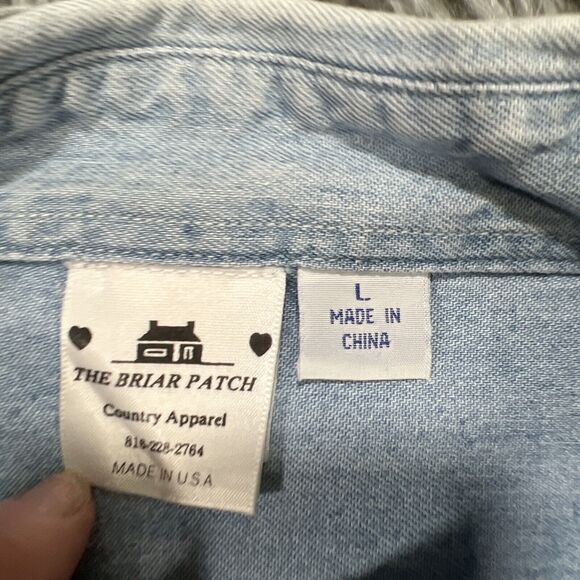 THE BRIAR PATCH
Country Apparel
816-228-2764
MADE IN U.S.A
L
MADE IN
CHINA